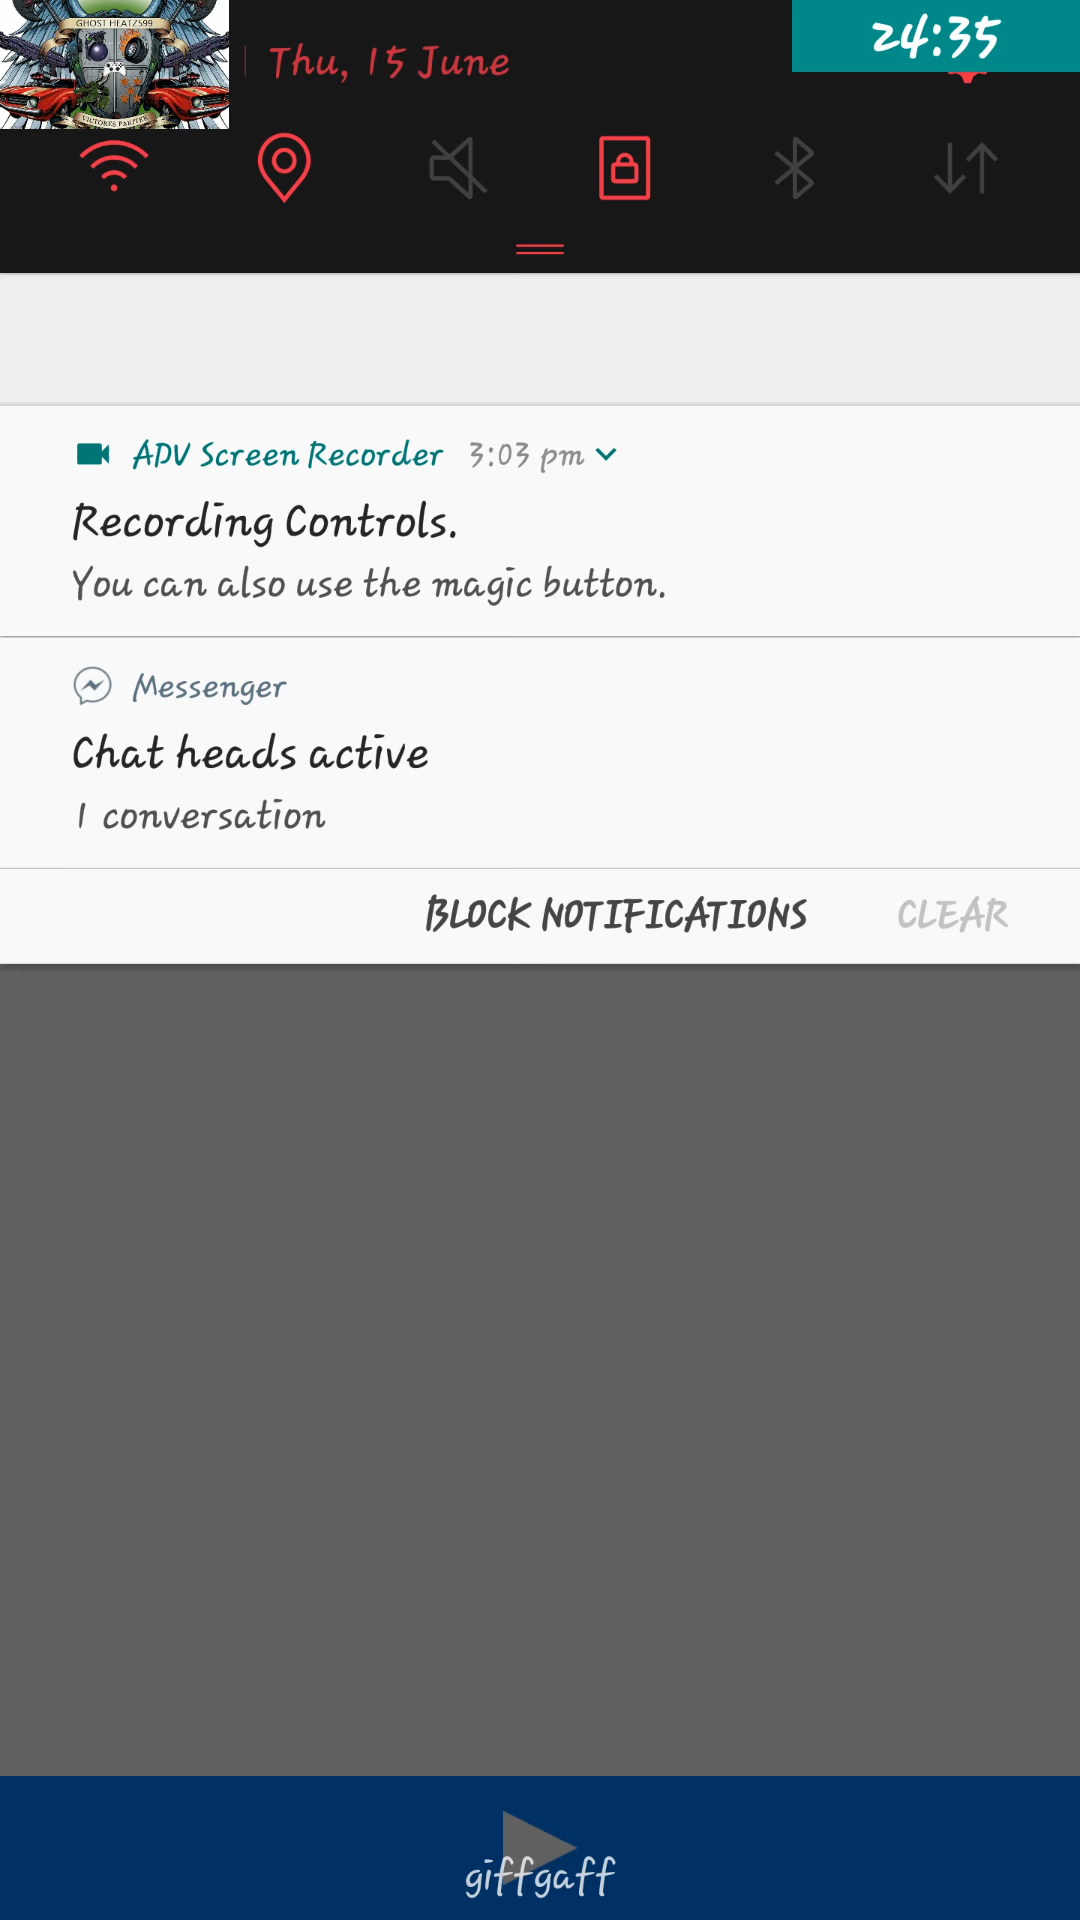 GHOST HEATZ599
VICTORES PARITER
Thu, 15 June
24:35
ADV Screen Recorder 3:03 pm
Recording Controls.
You can also use the magic button.
Messenger
Chat heads active
1 conversation
BLOCK NOTIFICATIONS CLEAR
giffgaff